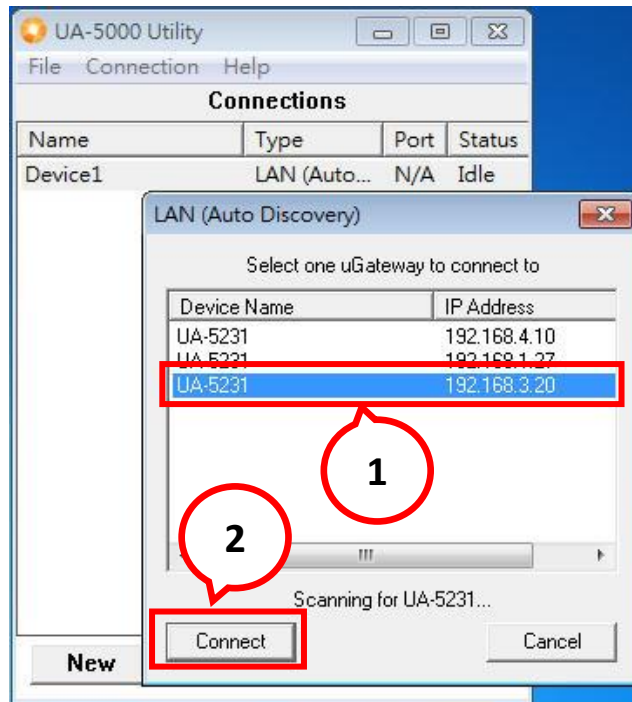 UA-5000 Utility
File Connection Help
Connections
Name Type Port Status
Device1 LAN (Auto... N/A Idle
LAN (Auto Discovery)
Select one uGateway to connect to
Device Name IP Address
UA-5231 192.168.4.10
UA-5231 192.168.1.27
UA-5231 192.168.3.20
1
2
Scanning for UA-5231...
Connect Cancel
New